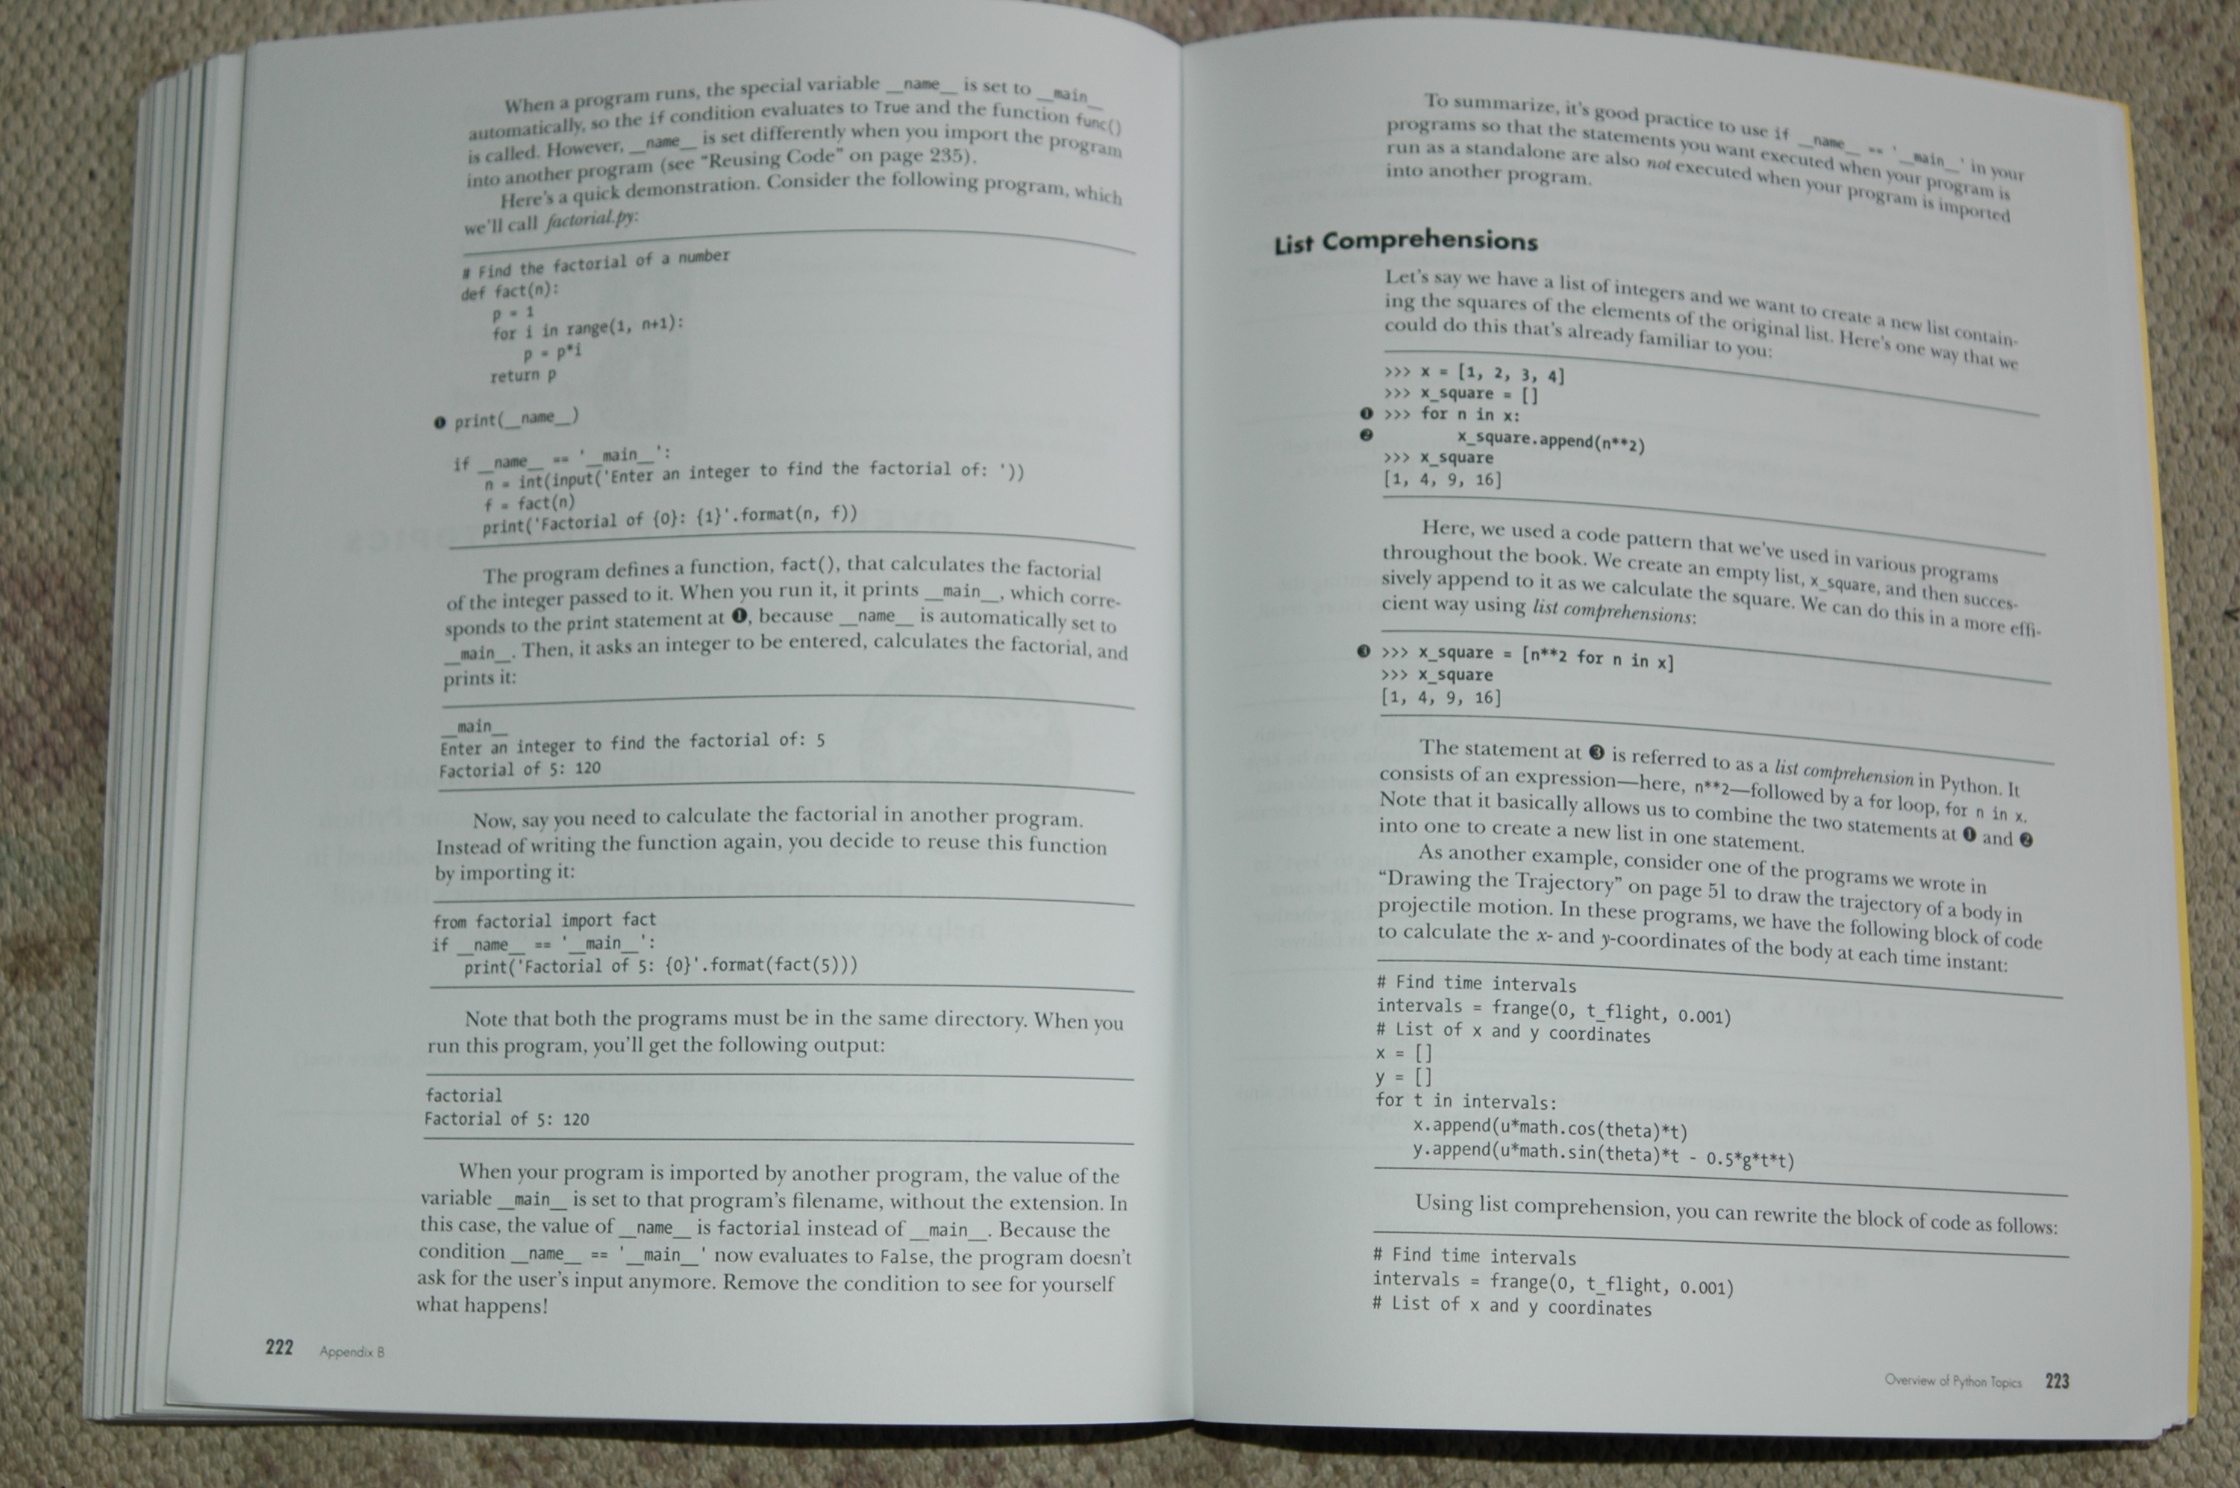 When a program runs, the special variable __name__ is set to __main__
automatically, so the if condition evaluates to True and the function func()
is called. However, __name__ is set differently when you import the program
into another program (see "Reusing Code" on page 235).
Here's a quick demonstration. Consider the following program, which
we'll call factorial.py:
# Find the factorial of a number
def fact(n):
    p = 1
    for i in range(1, n+1):
        p = p*i
    return p
❶ print(__name__)
if __name__ == '__main__':
    n = int(input('Enter an integer to find the factorial of: '))
    f = fact(n)
    print('Factorial of {0}: {1}'.format(n, f))
The program defines a function, fact(), that calculates the factorial
of the integer passed to it. When you run it, it prints __main__, which corre-
sponds to the print statement at ❶, because __name__ is automatically set to
__main__. Then, it asks an integer to be entered, calculates the factorial, and
prints it:
__main__
Enter an integer to find the factorial of: 5
Factorial of 5: 120
Now, say you need to calculate the factorial in another program.
Instead of writing the function again, you decide to reuse this function
by importing it:
from factorial import fact
if __name__ == '__main__':
    print('Factorial of 5: {0}'.format(fact(5)))
Note that both the programs must be in the same directory. When you
run this program, you'll get the following output:
factorial
Factorial of 5: 120
When your program is imported by another program, the value of the
variable __main__ is set to that program's filename, without the extension. In
this case, the value of __name__ is factorial instead of __main__. Because the
condition __name__ == '__main__' now evaluates to False, the program doesn't
ask for the user's input anymore. Remove the condition to see for yourself
what happens!
222 Appendix B
To summarize, it's good practice to use if __name__ == '__main__' in your
programs so that the statements you want executed when your program is
run as a standalone are also not executed when your program is imported
into another program.
List Comprehensions
Let's say we have a list of integers and we want to create a new list contain-
ing the squares of the elements of the original list. Here's one way that we
could do this that's already familiar to you:
>>> x = [1, 2, 3, 4]
>>> x_square = []
❶ >>> for n in x:
❷         x_square.append(n**2)
>>> x_square
[1, 4, 9, 16]
Here, we used a code pattern that we've used in various programs
throughout the book. We create an empty list, x_square, and then succes-
sively append to it as we calculate the square. We can do this in a more effi-
cient way using list comprehensions:
❸ >>> x_square = [n**2 for n in x]
>>> x_square
[1, 4, 9, 16]
The statement at ❸ is referred to as a list comprehension in Python. It
consists of an expression—here, n**2—followed by a for loop, for n in x.
Note that it basically allows us to combine the two statements at ❶ and ❷
into one to create a new list in one statement.
As another example, consider one of the programs we wrote in
"Drawing the Trajectory" on page 51 to draw the trajectory of a body in
projectile motion. In these programs, we have the following block of code
to calculate the x- and y-coordinates of the body at each time instant:
# Find time intervals
intervals = frange(0, t_flight, 0.001)
# List of x and y coordinates
x = []
y = []
for t in intervals:
    x.append(u*math.cos(theta)*t)
    y.append(u*math.sin(theta)*t - 0.5*g*t*t)
Using list comprehension, you can rewrite the block of code as follows:
# Find time intervals
intervals = frange(0, t_flight, 0.001)
# List of x and y coordinates
Overview of Python Topics 223